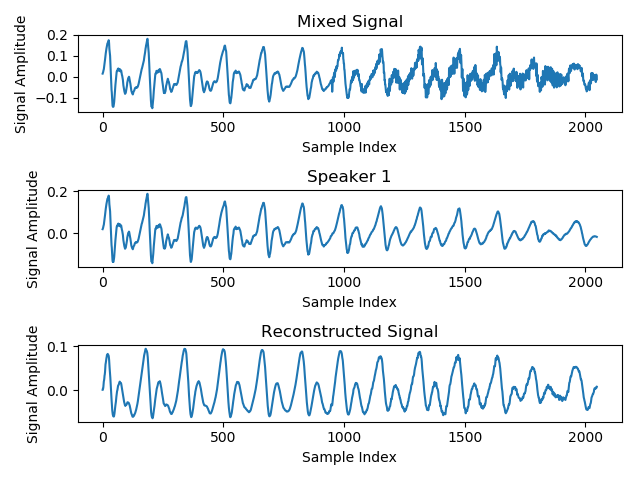 Mixed Signal
Signal Amplitude
0.2
0.1
0.0
−0.1
0
500
1000
1500
2000
Sample Index
Speaker 1
Signal Amplitude
0.2
0.0
0
500
1000
1500
2000
Sample Index
Reconstructed Signal
Signal Amplitude
0.1
0.0
0
500
1000
1500
2000
Sample Index